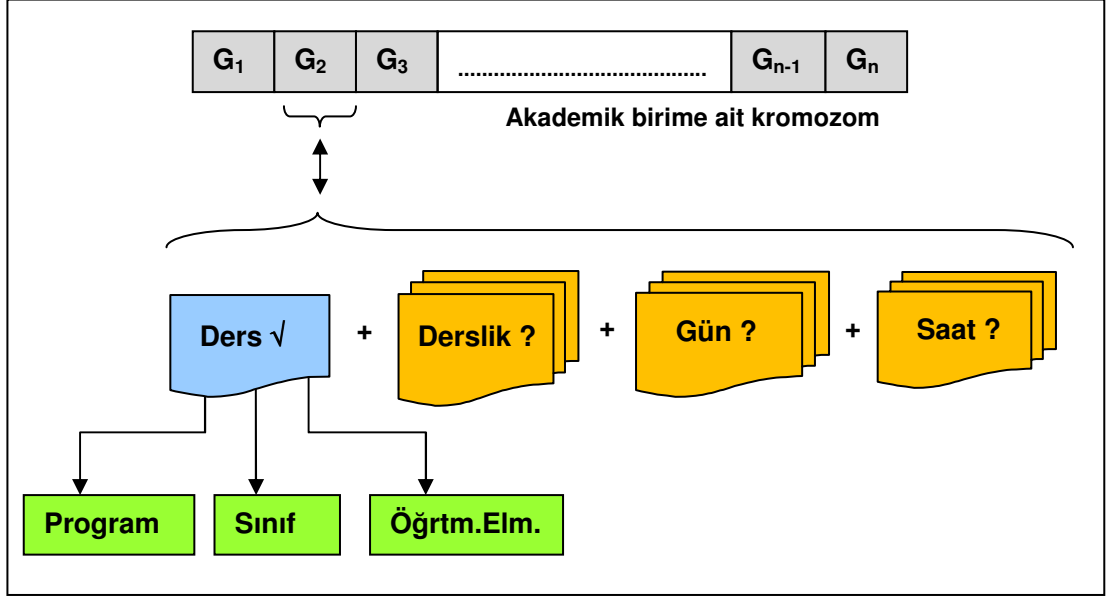 G1 G2 G3 ........................................... Gn-1 Gn
Akademik birime ait kromozom
Ders √ + Derslik ? + Gün ? + Saat ?
Program Sınıf Öğrtm.Elm.